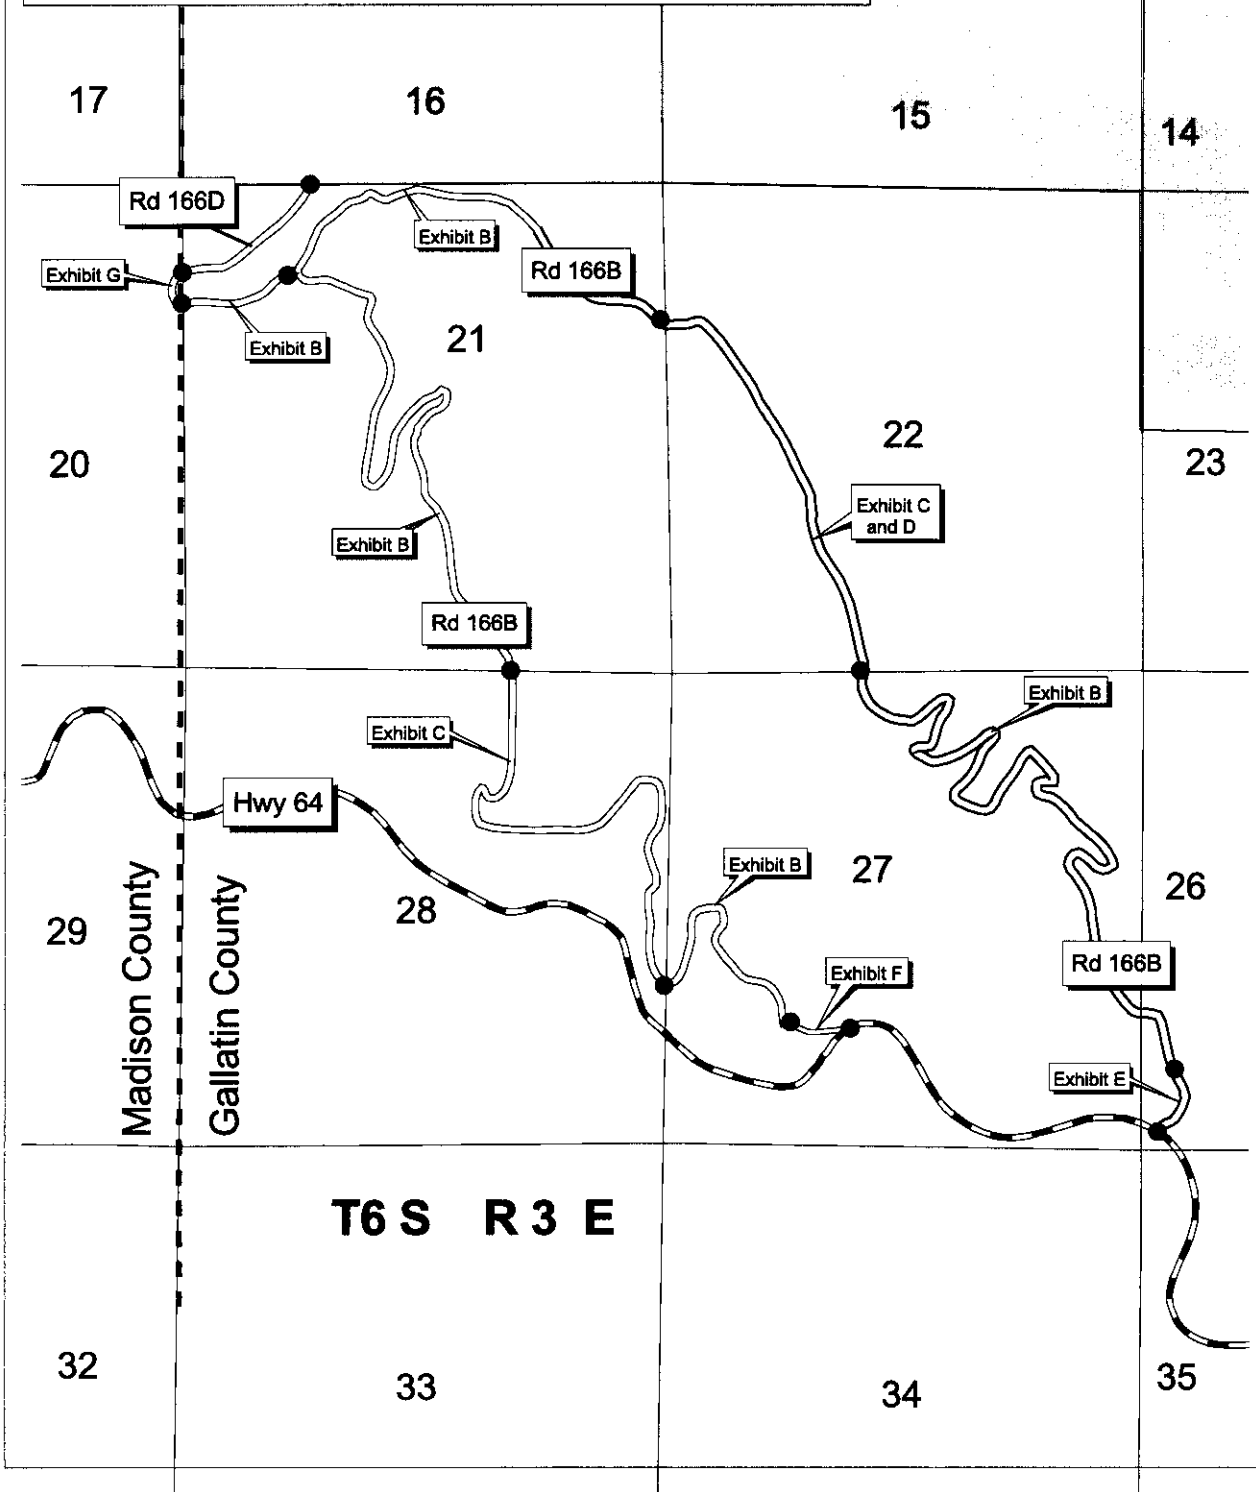 17
16
15
14
Rd 166D
Exhibit B
Exhibit G
Rd 166B
Exhibit B
21
20
22
23
Exhibit C
and D
Exhibit B
Rd 166B
Exhibit B
Exhibit C
Hwy 64
Exhibit B
27
26
28
29
Madison County
Gallatin County
Rd 166B
Exhibit F
Exhibit E
T6 S R 3 E
32
33
34
35